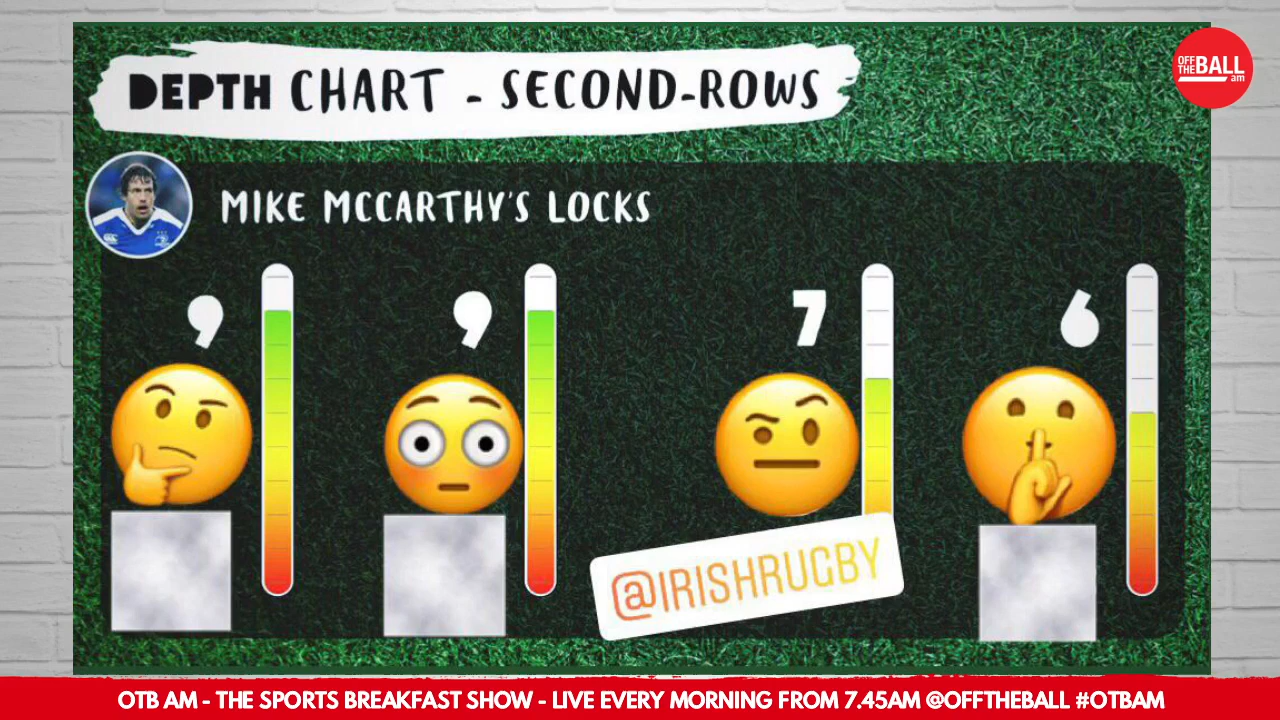 DEPTH CHART - SECOND-ROWS
OFF
THE BALL
am
MIKE MCCARTHY'S LOCKS
9 9 7 6
@IRISHRUGBY
OTB AM - THE SPORTS BREAKFAST SHOW - LIVE EVERY MORNING FROM 7.45AM @OFFTHEBALL #OTBAM